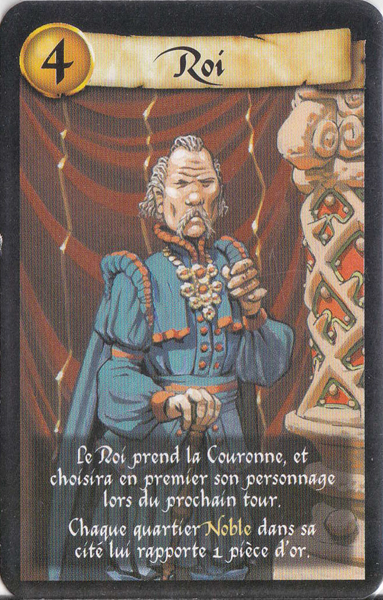 4
Roi
Le Roi prend la Couronne, et
choisira en premier son personnage
lors du prochain tour.
Chaque quartier Noble dans sa
cité lui rapporte 1 pièce d'or.